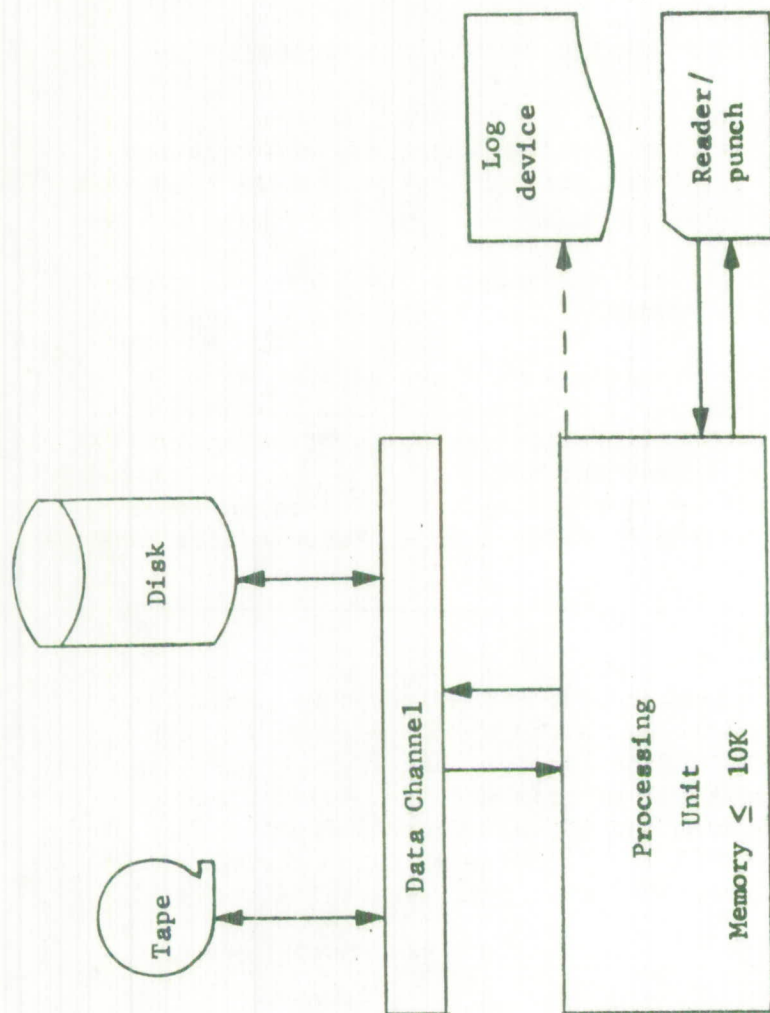 Log
device
Reader/
punch
Disk
Tape
Data Channel
Processing
Unit
Memory ≤ 10K